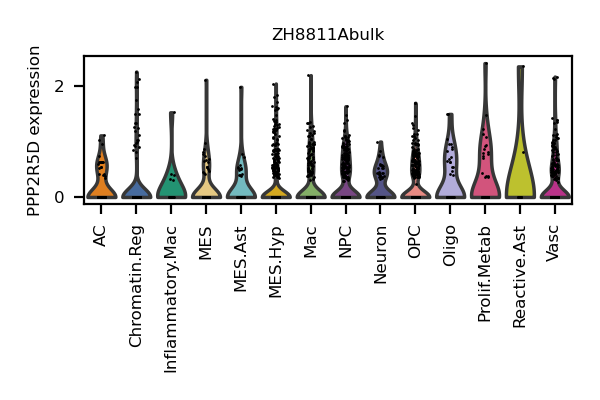 ZH8811Abulk
PPP2R5D expression
2
0
AC
Chromatin.Reg
Inflammatory.Mac
MES
MES.Ast
MES.Hyp
Mac
NPC
Neuron
OPC
Oligo
Prolif.Metab
Reactive.Ast
Vasc